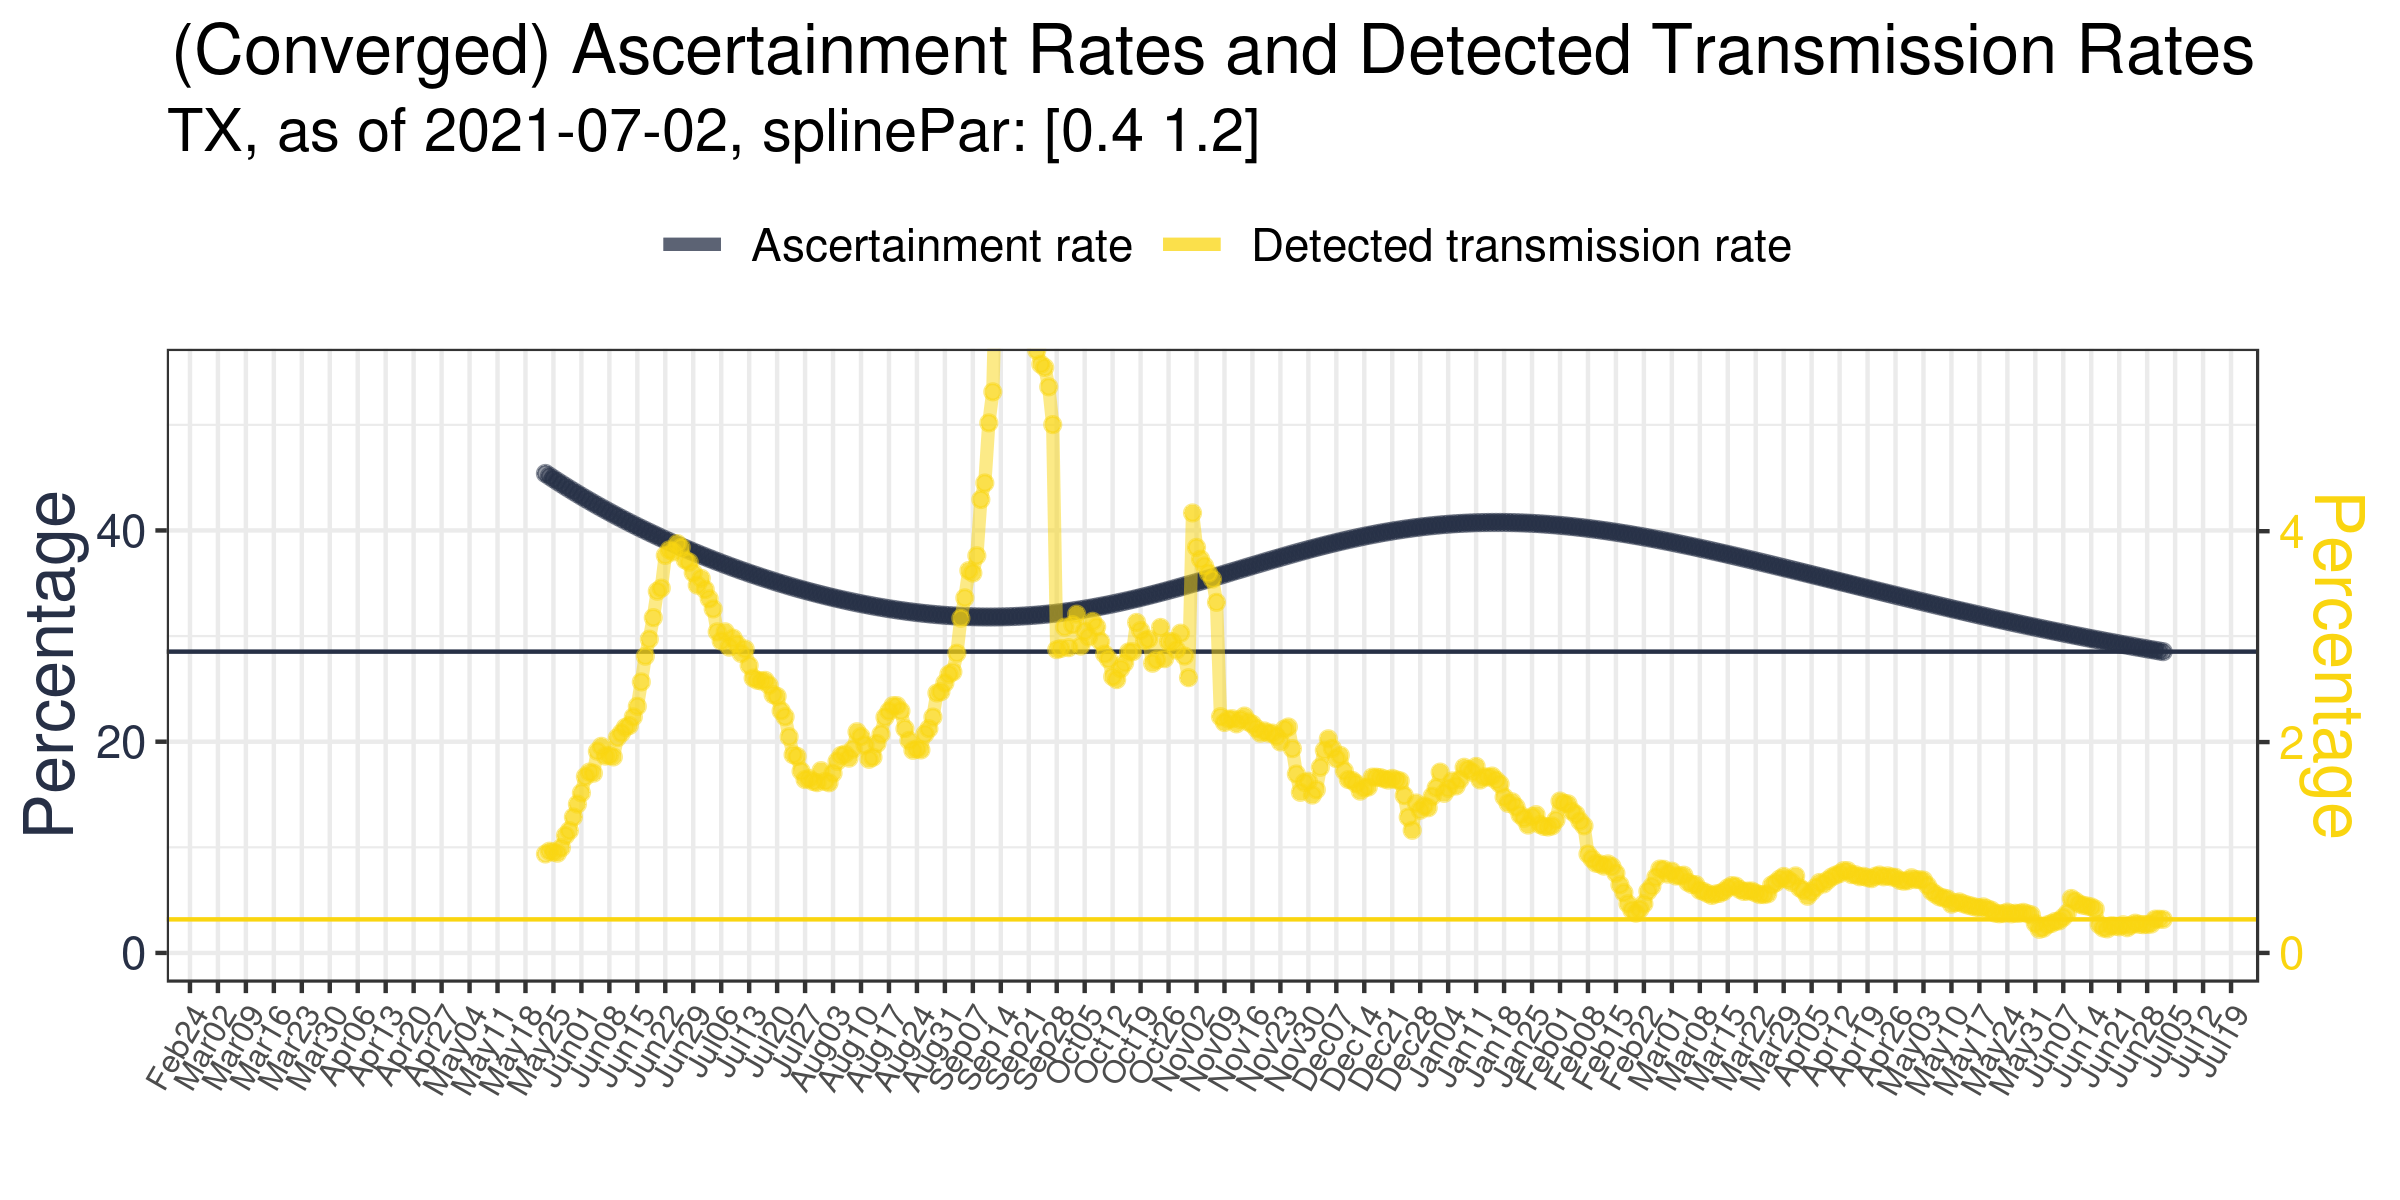 (Converged) Ascertainment Rates and Detected Transmission Rates
TX, as of 2021-07-02, splinePar: [0.4 1.2]
Ascertainment rate
Detected transmission rate
Percentage
40
20
0
4
2
0
Percentage
Feb24
Mar02
Mar09
Mar16
Mar23
Mar30
Apr06
Apr13
Apr20
Apr27
May04
May11
May18
May25
Jun01
Jun08
Jun15
Jun22
Jun29
Jul06
Jul13
Jul20
Jul27
Aug03
Aug10
Aug17
Aug24
Aug31
Sep07
Sep14
Sep21
Sep28
Oct05
Oct12
Oct19
Oct26
Nov02
Nov09
Nov16
Nov23
Nov30
Dec07
Dec14
Dec21
Dec28
Jan04
Jan11
Jan18
Jan25
Feb01
Feb08
Feb15
Feb22
Mar01
Mar08
Mar15
Mar22
Mar29
Apr05
Apr12
Apr19
Apr26
May03
May10
May17
May24
May31
Jun07
Jun14
Jun21
Jun28
Jul05
Jul12
Jul19